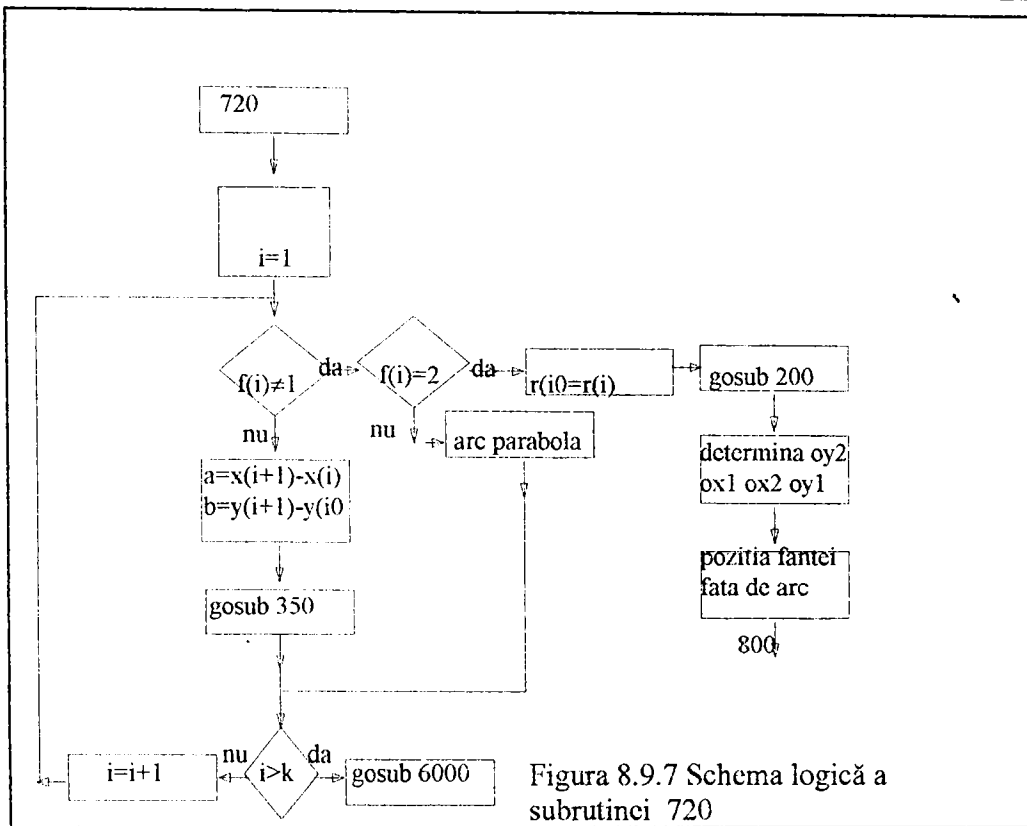 720
i=1
f(i)≠1
da
f(i)=2
da
r(i0=r(i)
gosub 200
nu
nu
arc parabola
determina oy2
ox1 ox2 oy1
a=x(i+1)-x(i)
b=y(i+1)-y(i0
pozitia fantei
fata de arc
gosub 350
800
i=i+1
nu
i>k
da
gosub 6000
Figura 8.9.7 Schema logică a
subrutinei 720